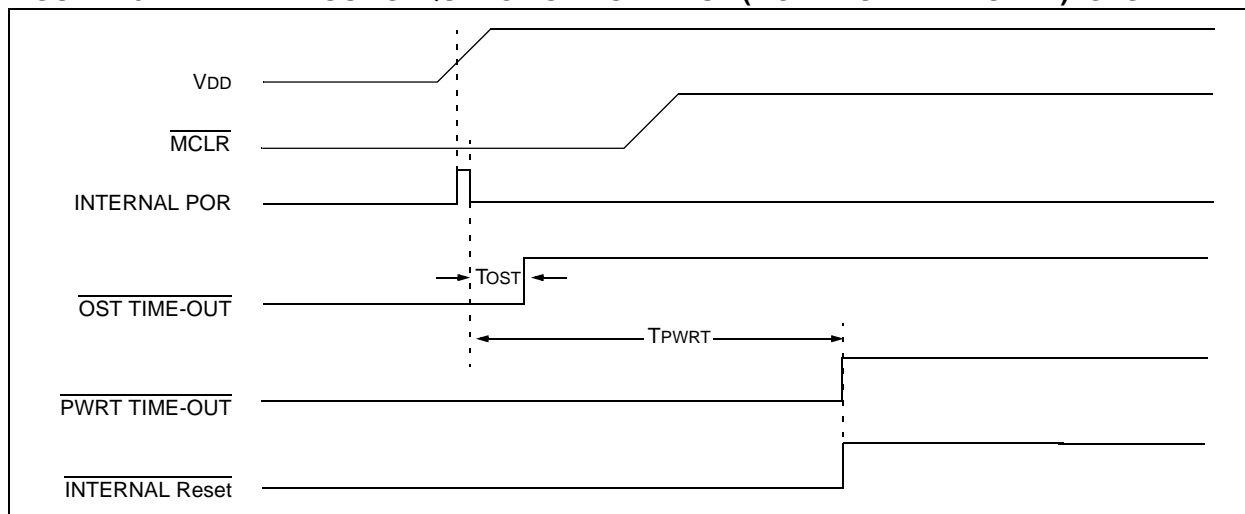 VDD
MCLR
INTERNAL POR
TOST
OST TIME-OUT
TPWRT
PWRT TIME-OUT
INTERNAL Reset